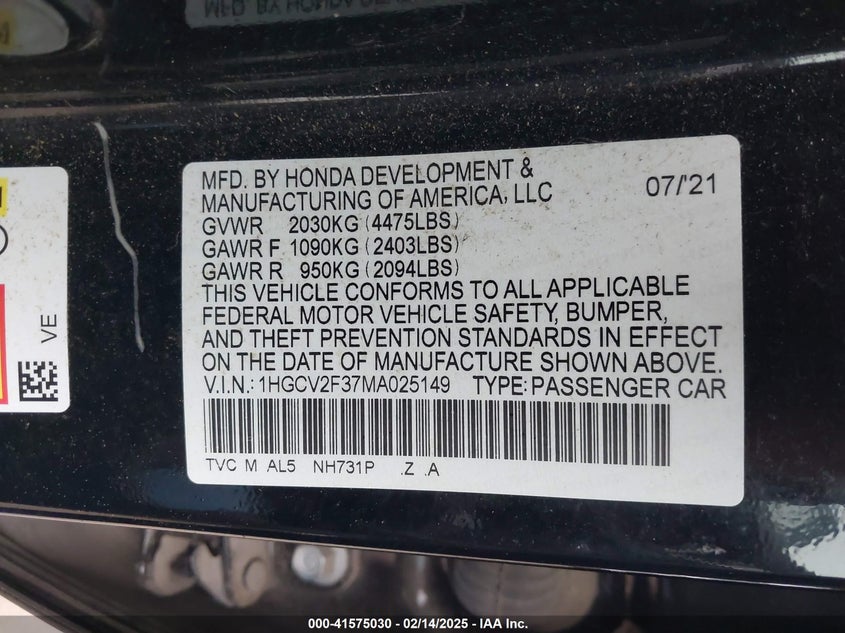 MFD. BY HONDA DEVELOPMENT &
MANUFACTURING OF AMERICA, LLC 07/'21
GVWR 2030KG (4475LBS)
GAWR F 1090KG (2403LBS)
GAWR R 950KG (2094LBS)
THIS VEHICLE CONFORMS TO ALL APPLICABLE
FEDERAL MOTOR VEHICLE SAFETY, BUMPER,
AND THEFT PREVENTION STANDARDS IN EFFECT
ON THE DATE OF MANUFACTURE SHOWN ABOVE.
V.I.N.: 1HGCV2F37MA025149 TYPE: PASSENGER CAR
TVC M AL5 NH731P .Z .A
VE
000-41575030 - 02/14/2025 - IAA Inc.